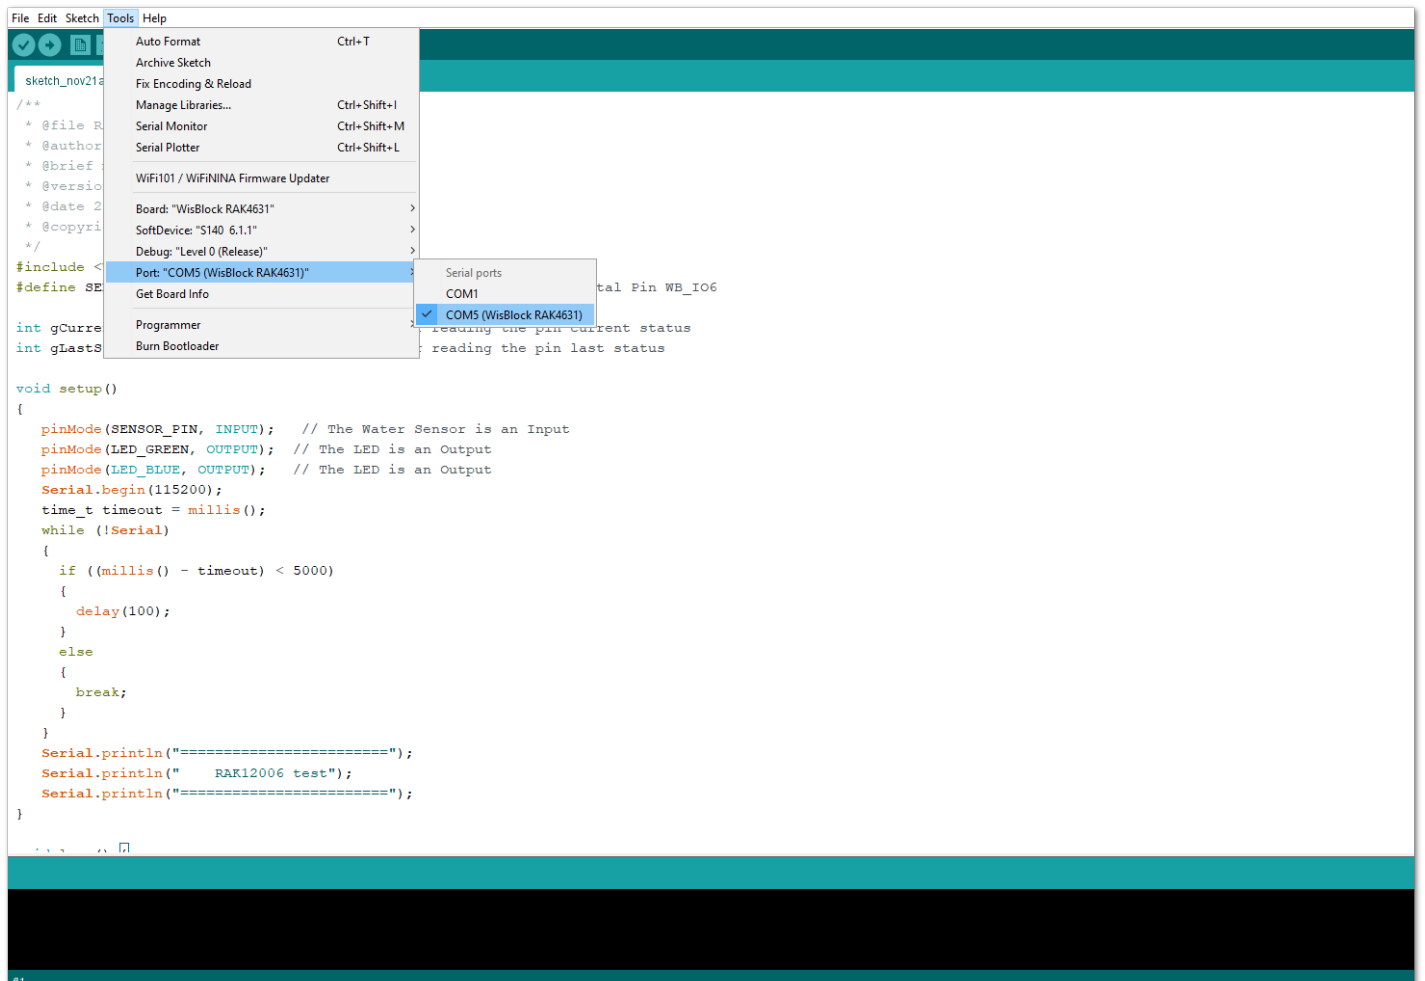 File Edit Sketch Tools Help
Auto Format Ctrl+T
Archive Sketch
Fix Encoding & Reload
Manage Libraries... Ctrl+Shift+I
Serial Monitor Ctrl+Shift+M
Serial Plotter Ctrl+Shift+L
WiFi101 / WiFiNINA Firmware Updater
Board: "WisBlock RAK4631"
SoftDevice: "S140 6.1.1"
Debug: "Level 0 (Release)"
Port: "COM5 (WisBlock RAK4631)"
Get Board Info
Programmer
Burn Bootloader
Serial ports
COM1
COM5 (WisBlock RAK4631)
sketch_nov21a
/**
* @file R
* @author
* @brief
* @versio
* @date 2
* @copyri
*/
#include <
#define SE tal Pin WB_IO6
int gCurre reading the pin current status
int gLastS reading the pin last status
void setup()
{
pinMode(SENSOR_PIN, INPUT); // The Water Sensor is an Input
pinMode(LED_GREEN, OUTPUT); // The LED is an Output
pinMode(LED_BLUE, OUTPUT); // The LED is an Output
Serial.begin(115200);
time_t timeout = millis();
while (!Serial)
{
if ((millis() - timeout) < 5000)
{
delay(100);
}
else
{
break;
}
}
Serial.println("========================");
Serial.println("    RAK12006 test");
Serial.println("========================");
}